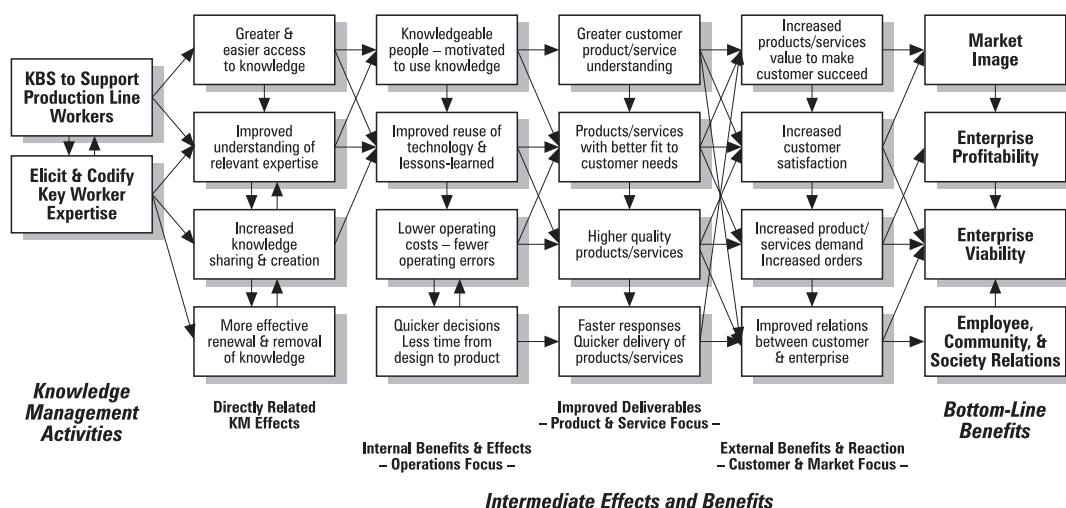 KBS to Support
Production Line
Workers
Elicit & Codify
Key Worker
Expertise
Knowledge
Management
Activities
Greater &
easier access
to knowledge
Improved
understanding of
relevant expertise
Increased
knowledge
sharing & creation
More effective
renewal & removal
of knowledge
Directly Related
KM Effects
Knowledgeable
people – motivated
to use knowledge
Improved reuse of
technology &
lessons-learned
Lower operating
costs – fewer
operating errors
Quicker decisions
Less time from
design to product
Internal Benefits & Effects
– Operations Focus –
Greater customer
product/service
understanding
Products/services
with better fit to
customer needs
Higher quality
products/services
Faster responses
Quicker delivery of
products/services
Improved Deliverables
– Product & Service Focus –
Increased
products/services
value to make
customer succeed
Increased
customer
satisfaction
Increased product/
services demand
Increased orders
Improved relations
between customer
& enterprise
External Benefits & Reaction
– Customer & Market Focus –
Market
Image
Enterprise
Profitability
Enterprise
Viability
Employee,
Community, &
Society Relations
Bottom-Line
Benefits
Intermediate Effects and Benefits